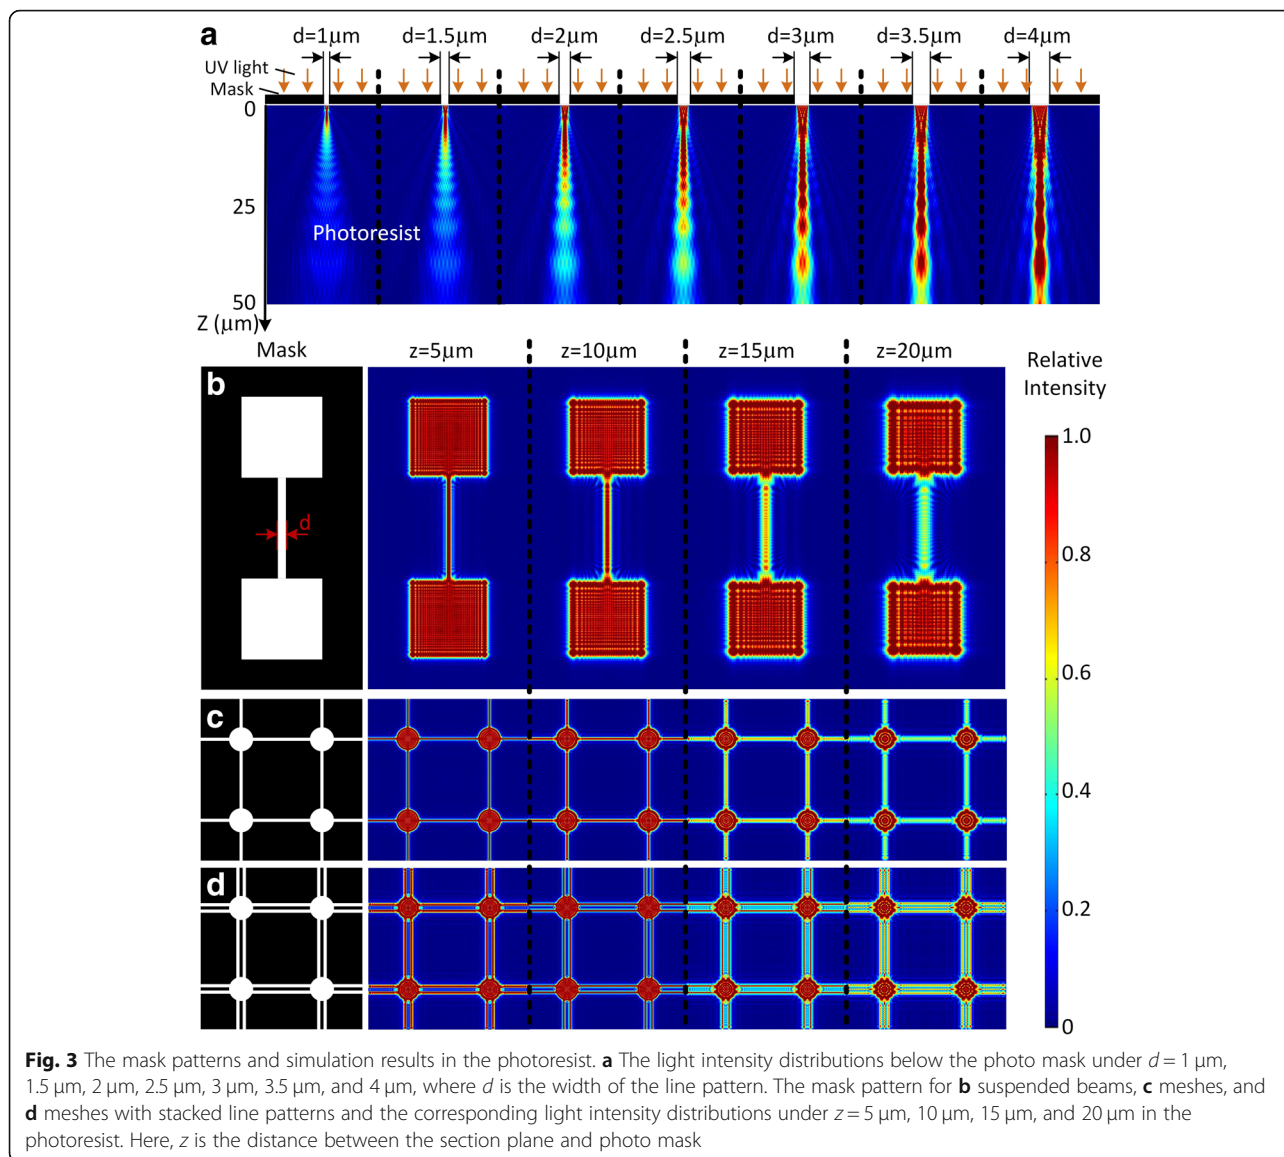 a
d=1μm d=1.5μm d=2μm d=2.5μm d=3μm d=3.5μm d=4μm
UV light
Mask
0
25
Photoresist
50
Z (μm)
Mask z=5μm z=10μm z=15μm z=20μm
b
d
c
d
Relative
Intensity
1.0
0.8
0.6
0.4
0.2
0
Fig. 3 The mask patterns and simulation results in the photoresist. a The light intensity distributions below the photo mask under d = 1 μm,
1.5 μm, 2 μm, 2.5 μm, 3 μm, 3.5 μm, and 4 μm, where d is the width of the line pattern. The mask pattern for b suspended beams, c meshes, and
d meshes with stacked line patterns and the corresponding light intensity distributions under z = 5 μm, 10 μm, 15 μm, and 20 μm in the
photoresist. Here, z is the distance between the section plane and photo mask